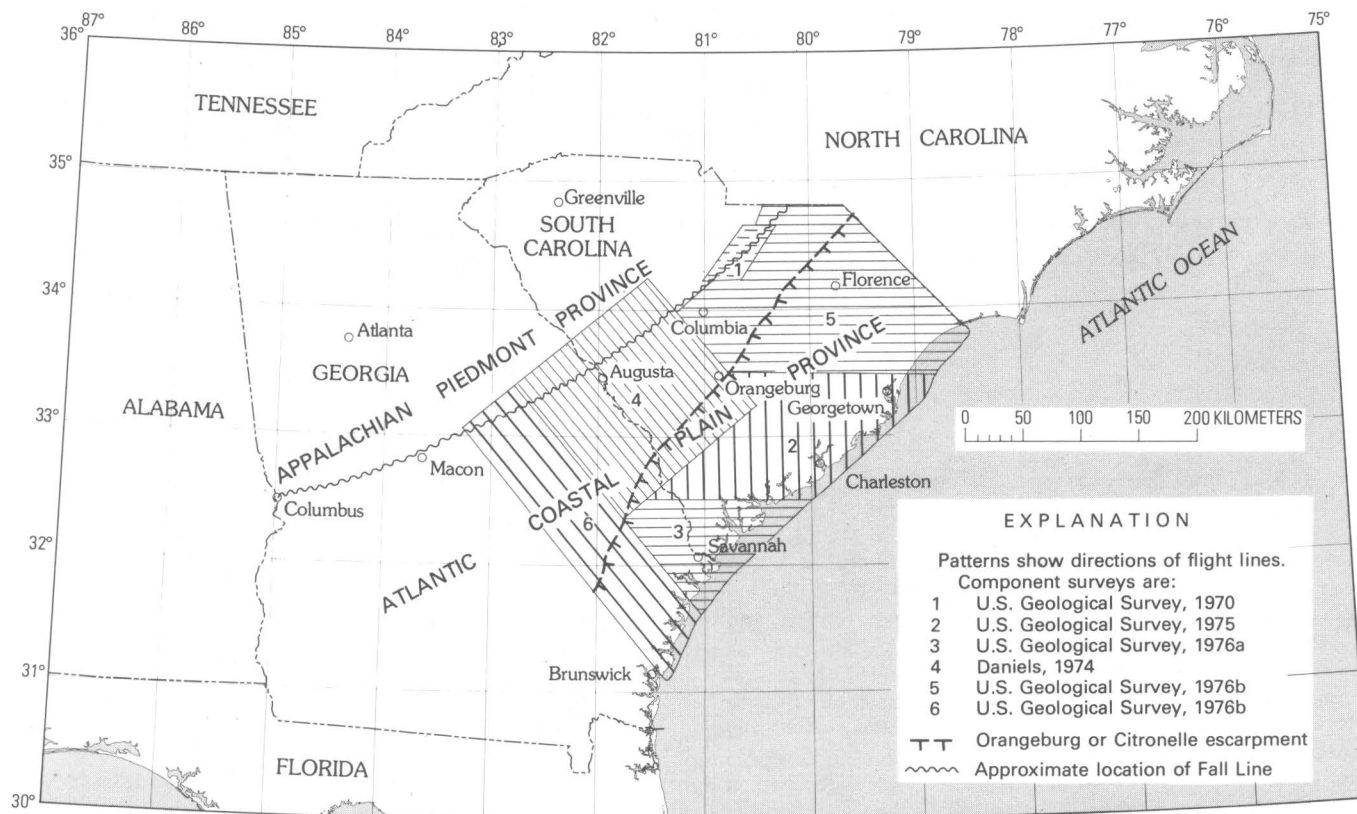 87° 86° 85° 84° 83° 82° 81° 80° 79° 78° 77° 76° 75°
36°
TENNESSEE
NORTH CAROLINA
35°
Greenville
SOUTH
CAROLINA
1
ATLANTIC OCEAN
Florence
34°
5
Columbia
Atlanta
APPALACHIAN PIEDMONT PROVINCE
GEORGIA
Augusta
4
Orangeburg
ATLANTIC COASTAL PLAIN PROVINCE
Georgetown
33°
ALABAMA
0 50 100 150 200 KILOMETERS
2
Macon
Charleston
Columbus
6
3
32°
Savannah
31°
Brunswick
FLORIDA
30°
EXPLANATION
Patterns show directions of flight lines.
Component surveys are:
1 U.S. Geological Survey, 1970
2 U.S. Geological Survey, 1975
3 U.S. Geological Survey, 1976a
4 Daniels, 1974
5 U.S. Geological Survey, 1976b
6 U.S. Geological Survey, 1976b
Orangeburg or Citronelle escarpment
Approximate location of Fall Line